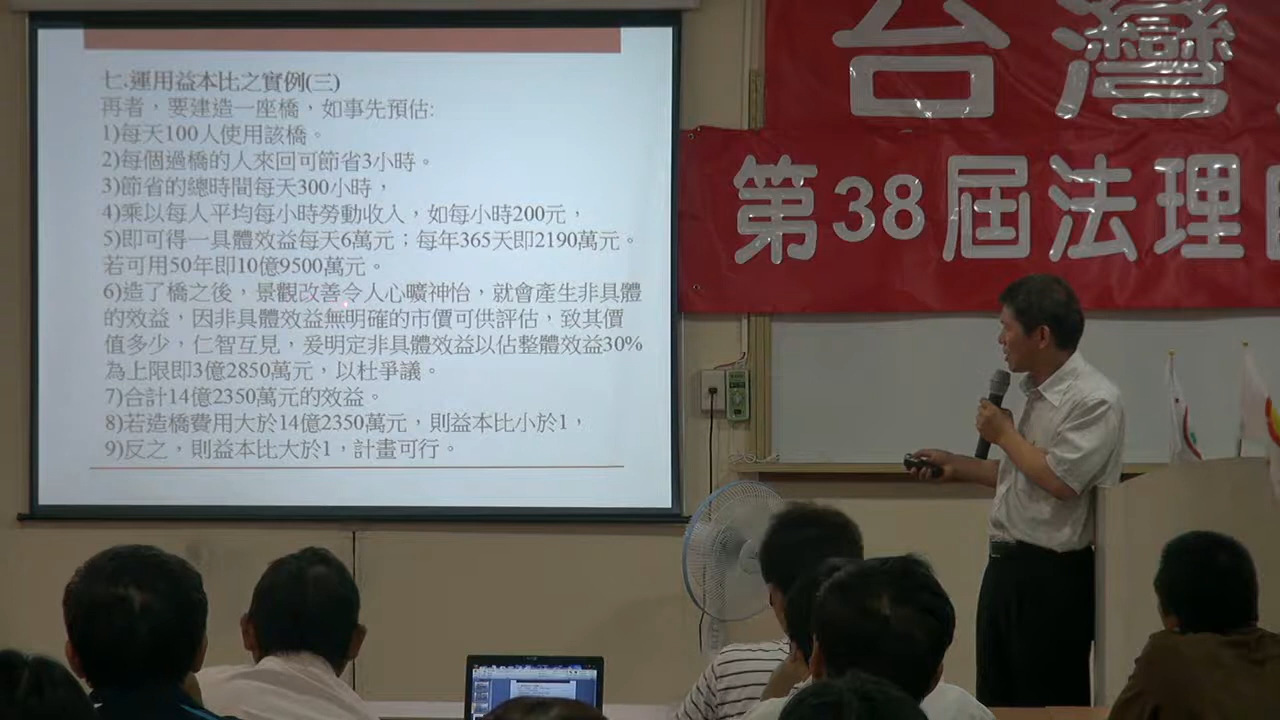 七.運用益本比之實例(三)
再者，要建造一座橋，如事先預估:
1)每天100人使用該橋。
2)每個過橋的人來回可節省3小時。
3)節省的總時間每天300小時，
4)乘以每人平均每小時勞動收入，如每小時200元，
5)即可得一具體效益每天6萬元；每年365天即2190萬元。
若可用50年即10億9500萬元。
6)造了橋之後，景觀改善令人心曠神怡，就會產生非具體
的效益，因非具體效益無明確的市價可供評估，致其價
值多少，仁智互見，爰明定非具體效益以佔整體效益30%
為上限即3億2850萬元，以杜爭議。
7)合計14億2350萬元的效益。
8)若造橋費用大於14億2350萬元，則益本比小於1，
9)反之，則益本比大於1，計畫可行。
台灣
第38屆法理